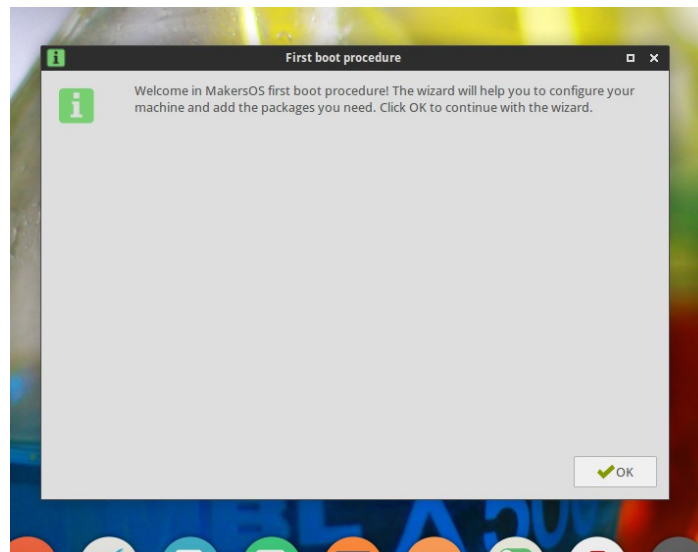 First boot procedure
Welcome in MakersOS first boot procedure! The wizard will help you to configure your
machine and add the packages you need. Click OK to continue with the wizard.
OK